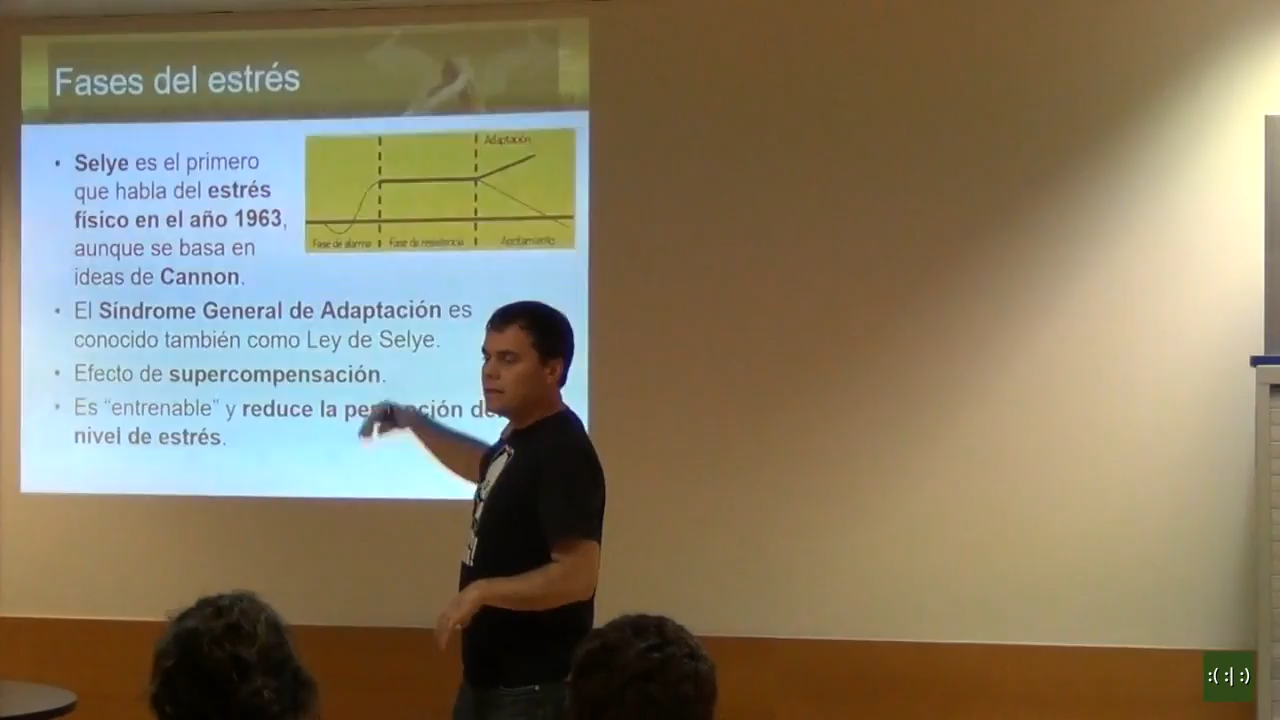 Fases del estrés
• Selye es el primero
que habla del estrés
físico en el año 1963,
aunque se basa en
ideas de Cannon.
Adaptación
Fase de alarma
Fase de resistencia
Agotamiento
• El Síndrome General de Adaptación es
conocido también como Ley de Selye.
• Efecto de supercompensación.
• Es “entrenable” y reduce la
nivel de estrés.
:( :| :)